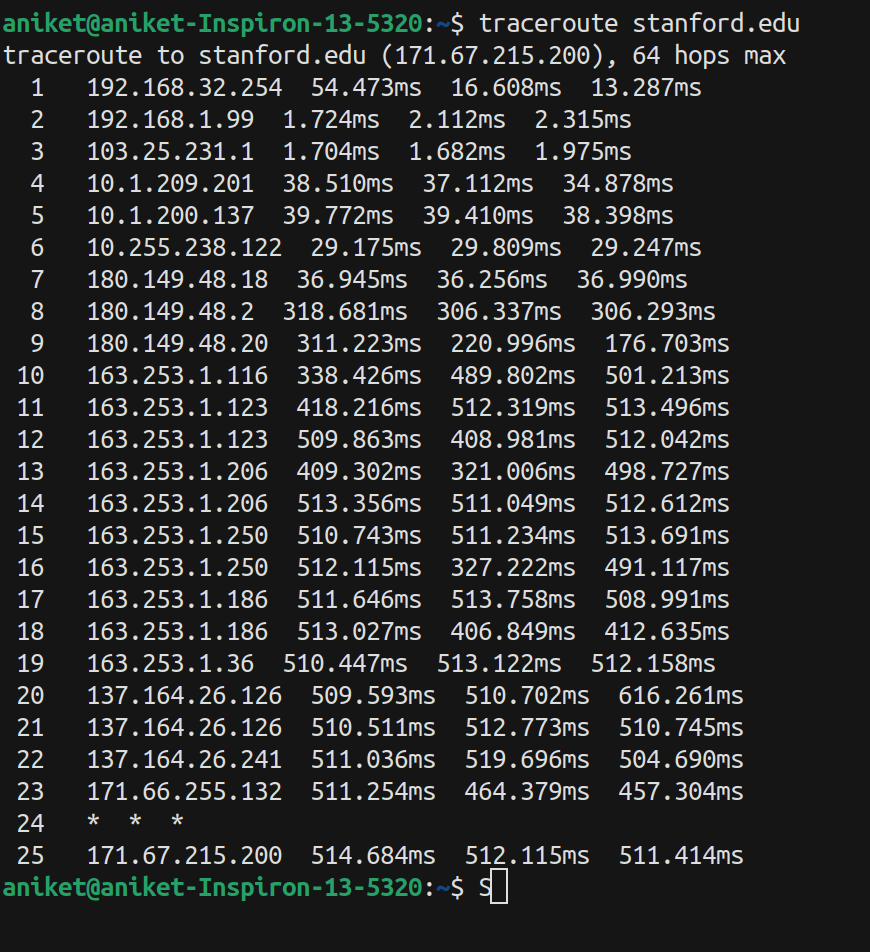 aniket@aniket-Inspiron-13-5320:~$ traceroute stanford.edu
traceroute to stanford.edu (171.67.215.200), 64 hops max
  1   192.168.32.254  54.473ms  16.608ms  13.287ms
  2   192.168.1.99  1.724ms  2.112ms  2.315ms
  3   103.25.231.1  1.704ms  1.682ms  1.975ms
  4   10.1.209.201  38.510ms  37.112ms  34.878ms
  5   10.1.200.137  39.772ms  39.410ms  38.398ms
  6   10.255.238.122  29.175ms  29.809ms  29.247ms
  7   180.149.48.18  36.945ms  36.256ms  36.990ms
  8   180.149.48.2  318.681ms  306.337ms  306.293ms
  9   180.149.48.20  311.223ms  220.996ms  176.703ms
 10   163.253.1.116  338.426ms  489.802ms  501.213ms
 11   163.253.1.123  418.216ms  512.319ms  513.496ms
 12   163.253.1.123  509.863ms  408.981ms  512.042ms
 13   163.253.1.206  409.302ms  321.006ms  498.727ms
 14   163.253.1.206  513.356ms  511.049ms  512.612ms
 15   163.253.1.250  510.743ms  511.234ms  513.691ms
 16   163.253.1.250  512.115ms  327.222ms  491.117ms
 17   163.253.1.186  511.646ms  513.758ms  508.991ms
 18   163.253.1.186  513.027ms  406.849ms  412.635ms
 19   163.253.1.36  510.447ms  513.122ms  512.158ms
 20   137.164.26.126  509.593ms  510.702ms  616.261ms
 21   137.164.26.126  510.511ms  512.773ms  510.745ms
 22   137.164.26.241  511.036ms  519.696ms  504.690ms
 23   171.66.255.132  511.254ms  464.379ms  457.304ms
 24   *  *  *
 25   171.67.215.200  514.684ms  512.115ms  511.414ms
aniket@aniket-Inspiron-13-5320:~$ S